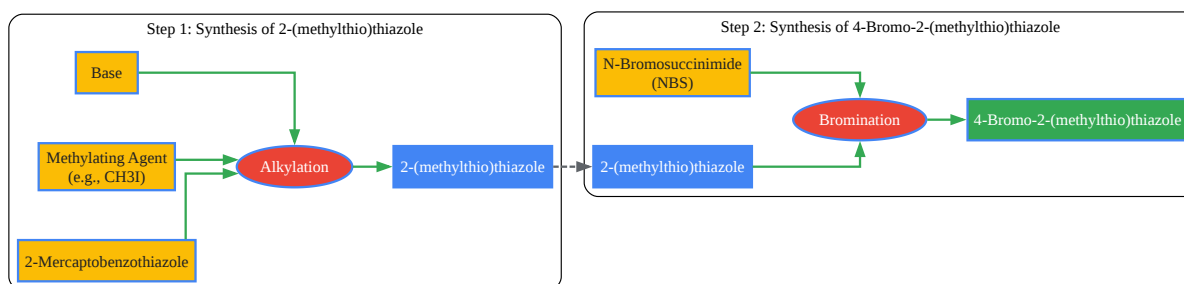 Step 1: Synthesis of 2-(methylthio)thiazole
Base
Methylating Agent
(e.g., CH3I)
2-Mercaptobenzothiazole
Alkylation
2-(methylthio)thiazole
Step 2: Synthesis of 4-Bromo-2-(methylthio)thiazole
N-Bromosuccinimide
(NBS)
2-(methylthio)thiazole
Bromination
4-Bromo-2-(methylthio)thiazole